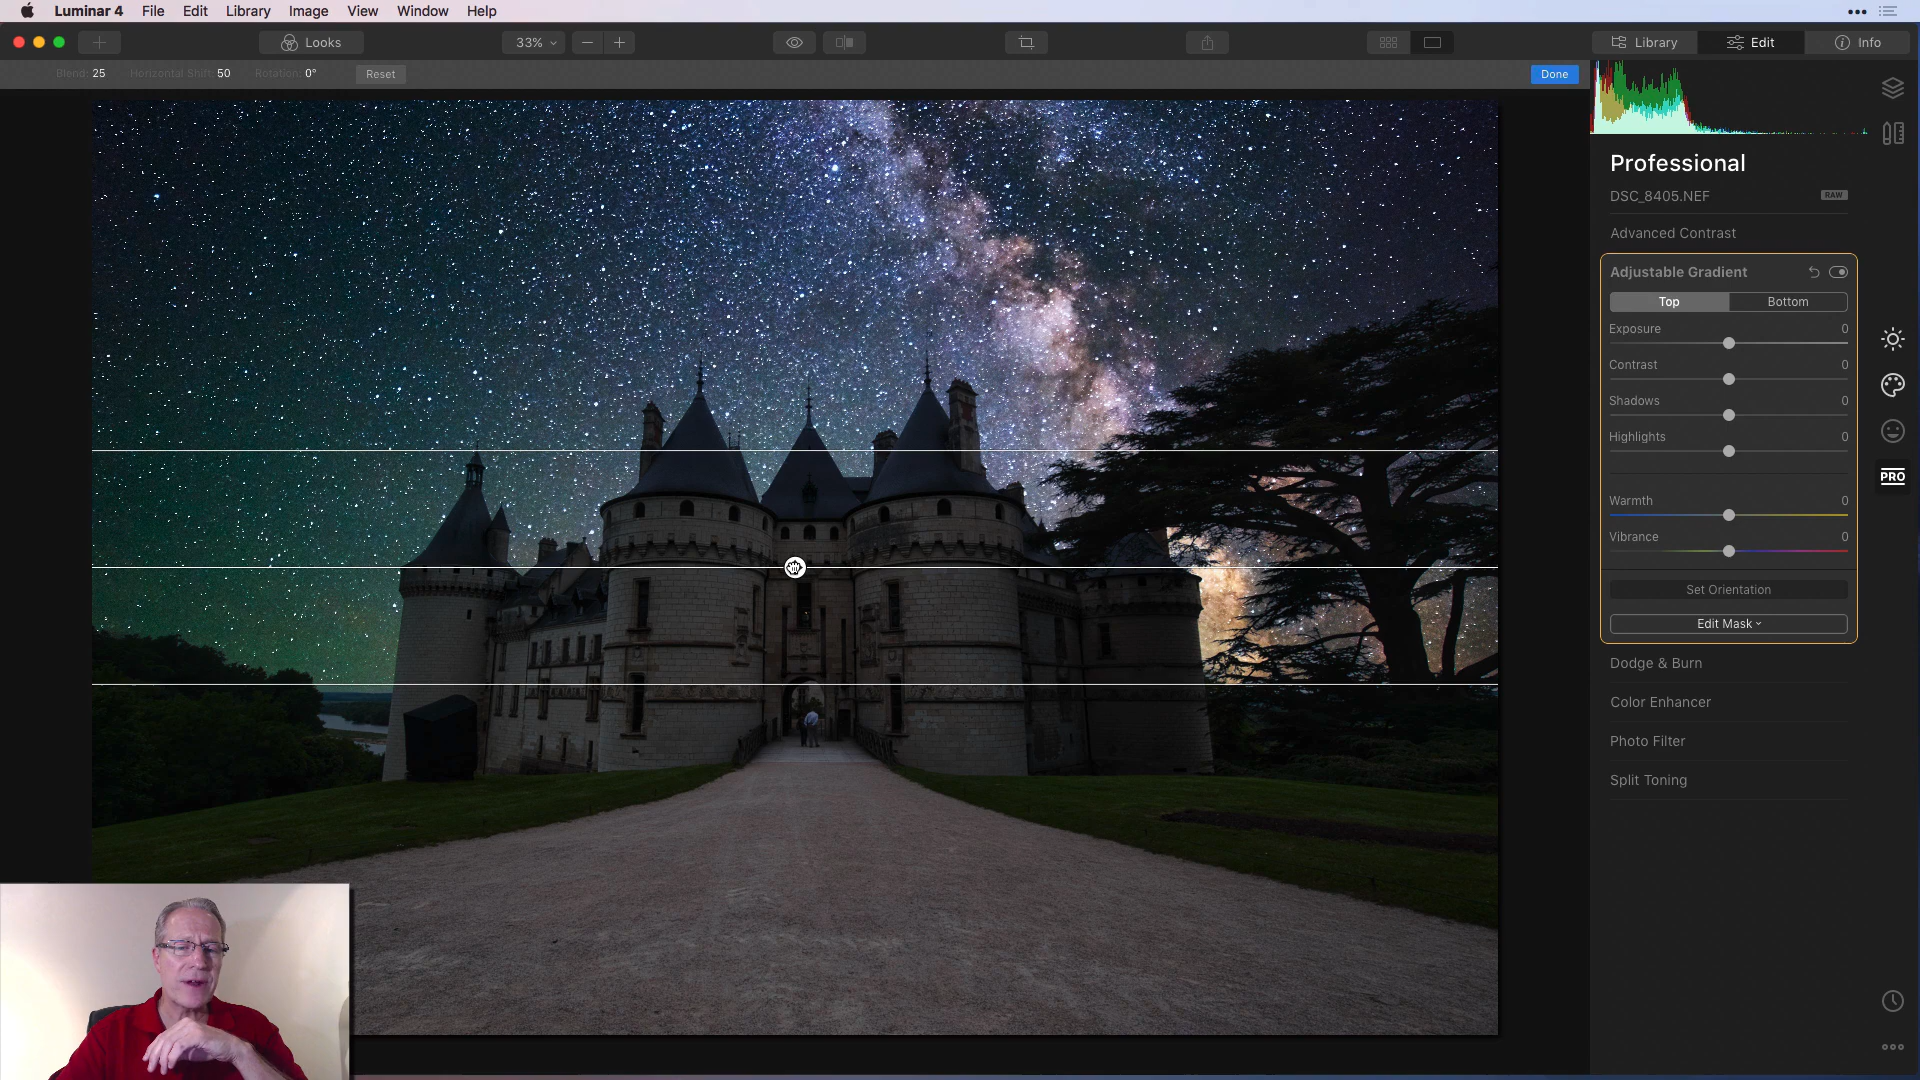 Luminar 4 File Edit Library Image View Window Help
Looks 33% Library Edit Info
Blend: 25 Horizontal Shift: 50 Rotation: 0° Reset Done
Professional
DSC_8405.NEF RAW
Advanced Contrast
Adjustable Gradient
Top Bottom
Exposure 0
Contrast 0
Shadows 0
Highlights 0
Warmth 0
Vibrance 0
PRO
Set Orientation
Edit Mask
Dodge & Burn
Color Enhancer
Photo Filter
Split Toning